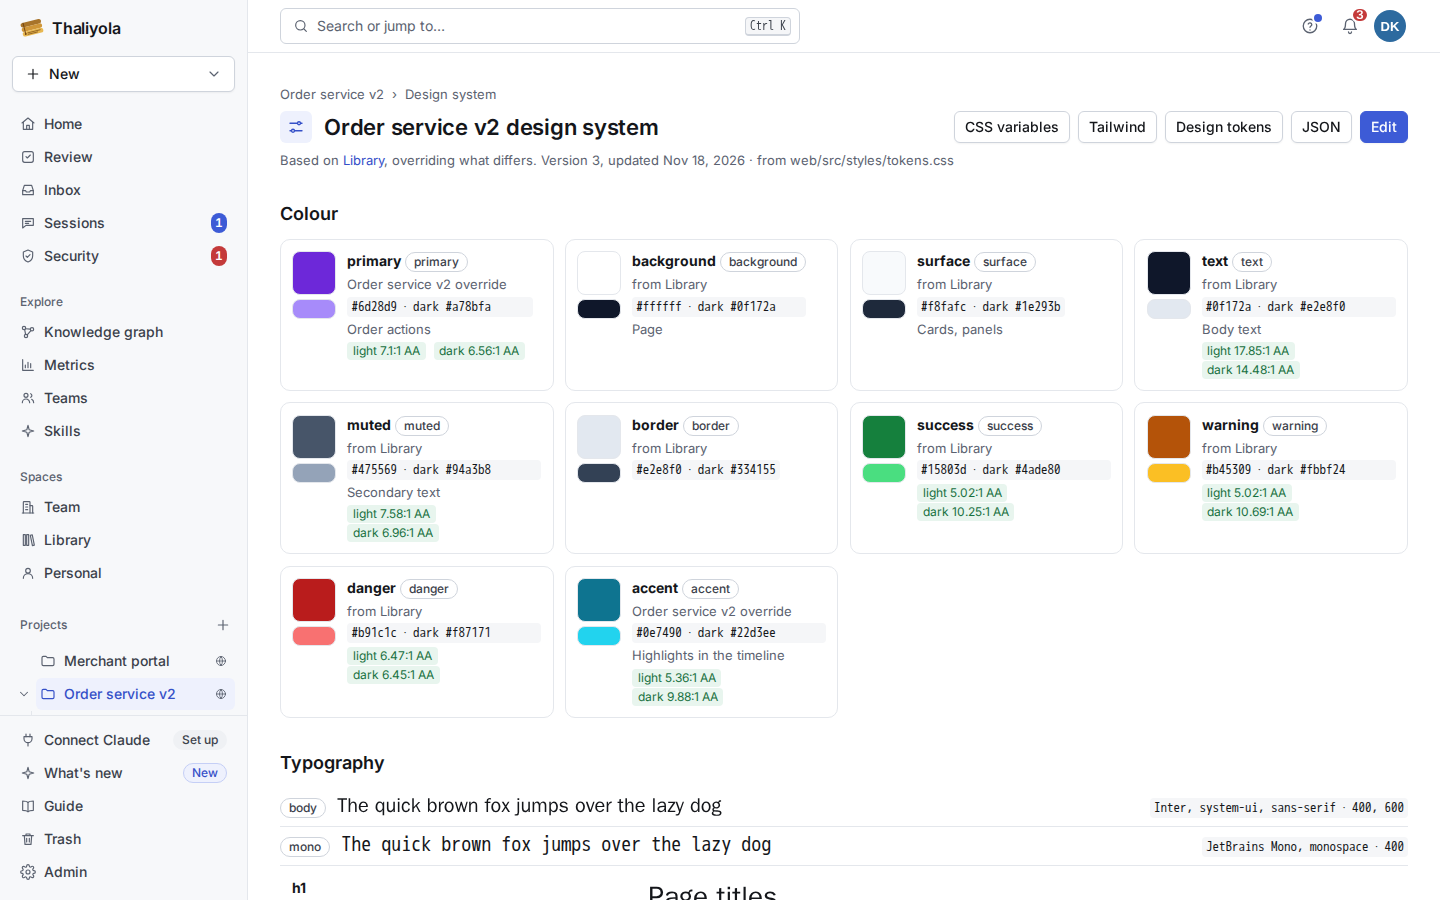 Thaliyola
New
Home
Review
Inbox
Sessions 1
Security 1
Explore
Knowledge graph
Metrics
Teams
Skills
Spaces
Team
Library
Personal
Projects
Merchant portal
Order service v2
Connect Claude Set up
What's new New
Guide
Trash
Admin
Search or jump to... Ctrl K
3
DK
Order service v2 › Design system
Order service v2 design system
CSS variables Tailwind Design tokens JSON Edit
Based on Library, overriding what differs. Version 3, updated Nov 18, 2026 · from web/src/styles/tokens.css
Colour
primary primary
Order service v2 override
#6d28d9 · dark #a78bfa
Order actions
light 7.1:1 AA dark 6.56:1 AA
background background
from Library
#ffffff · dark #0f172a
Page
surface surface
from Library
#f8fafc · dark #1e293b
Cards, panels
text text
from Library
#0f172a · dark #e2e8f0
Body text
light 17.85:1 AA
dark 14.48:1 AA
muted muted
from Library
#475569 · dark #94a3b8
Secondary text
light 7.58:1 AA
dark 6.96:1 AA
border border
from Library
#e2e8f0 · dark #334155
success success
from Library
#15803d · dark #4ade80
light 5.02:1 AA
dark 10.25:1 AA
warning warning
from Library
#b45309 · dark #fbbf24
light 5.02:1 AA
dark 10.69:1 AA
danger danger
from Library
#b91c1c · dark #f87171
light 6.47:1 AA
dark 6.45:1 AA
accent accent
Order service v2 override
#0e7490 · dark #22d3ee
Highlights in the timeline
light 5.36:1 AA
dark 9.88:1 AA
Typography
body The quick brown fox jumps over the lazy dog Inter, system-ui, sans-serif · 400, 600
mono The quick brown fox jumps over the lazy dog JetBrains Mono, monospace · 400
h1 Page titles